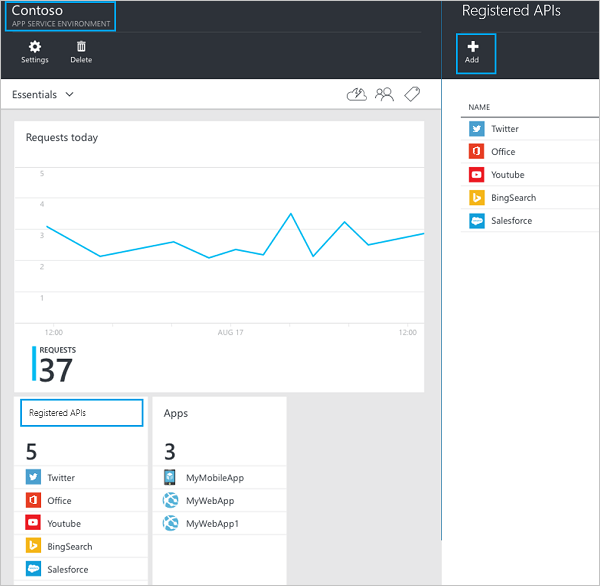 Contoso
APP SERVICE ENVIRONMENT
Settings
Delete
Essentials
Requests today
5
4
3
2
1
12:00
AUG 17
12:00
REQUESTS
37
Registered APIs
5
Twitter
Office
Youtube
BingSearch
Salesforce
Apps
3
MyMobileApp
MyWebApp
MyWebApp1
Registered APIs
Add
NAME
Twitter
Office
Youtube
BingSearch
Salesforce